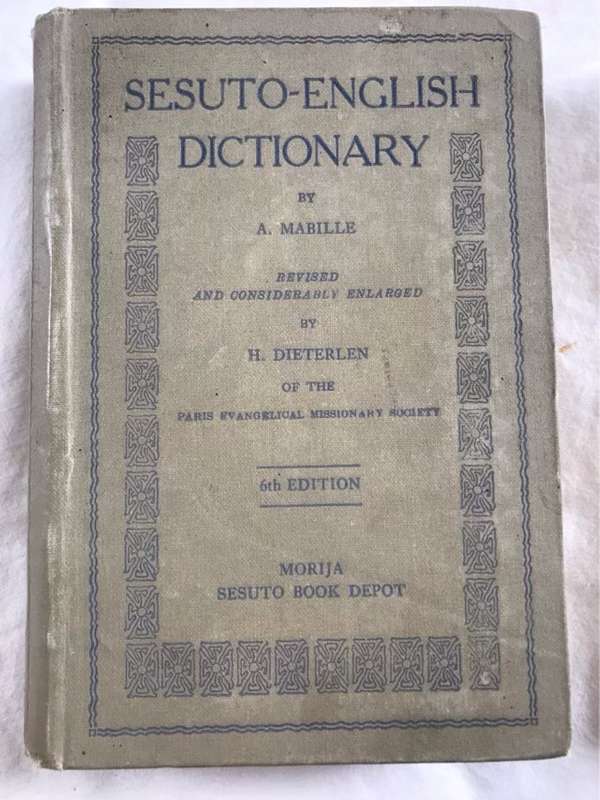 SESUTO-ENGLISH
DICTIONARY
BY
A. MABILLE
REVISED
AND CONSIDERABLY ENLARGED
BY
H. DIETERLEN
OF THE
PARIS EVANGELICAL MISSIONARY SOCIETY
6th EDITION
MORIJA
SESUTO BOOK DEPOT